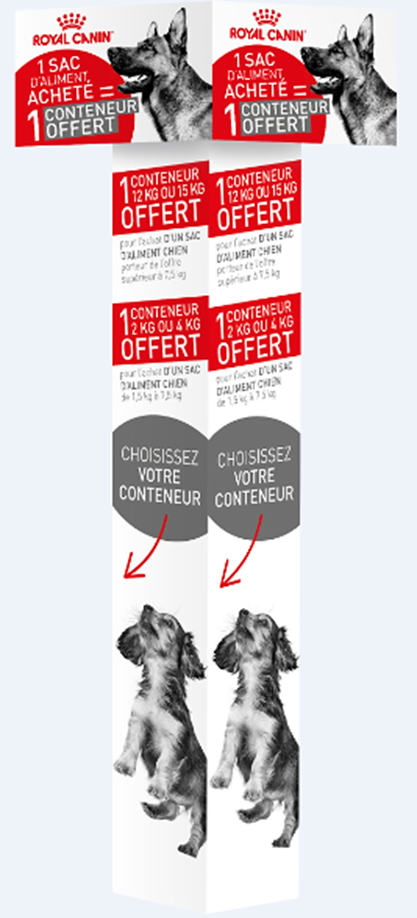 ROYAL CANIN
1 SAC
D'ALIMENT
ACHETÉ =
1 CONTENEUR
OFFERT
ROYAL CANIN
1 SAC
D'ALIMENT
ACHETÉ =
1 CONTENEUR
OFFERT
1 CONTENEUR
12 KG OU 15 KG
OFFERT
pour l'achat D'UN SAC
D'ALIMENT CHIEN
porteur de l'offre
supérieur à 7,5 kg
1 CONTENEUR
2 KG OU 4 KG
OFFERT
pour l'achat D'UN SAC
D'ALIMENT CHIEN
de 1,5 kg à 7,5 kg
CHOISISSEZ
VOTRE
CONTENEUR
1 CONTENEUR
12 KG OU 15 KG
OFFERT
pour l'achat D'UN SAC
D'ALIMENT CHIEN
porteur de l'offre
supérieur à 7,5 kg
1 CONTENEUR
2 KG OU 4 KG
OFFERT
pour l'achat D'UN SAC
D'ALIMENT CHIEN
de 1,5 kg à 7,5 kg
CHOISISSEZ
VOTRE
CONTENEUR